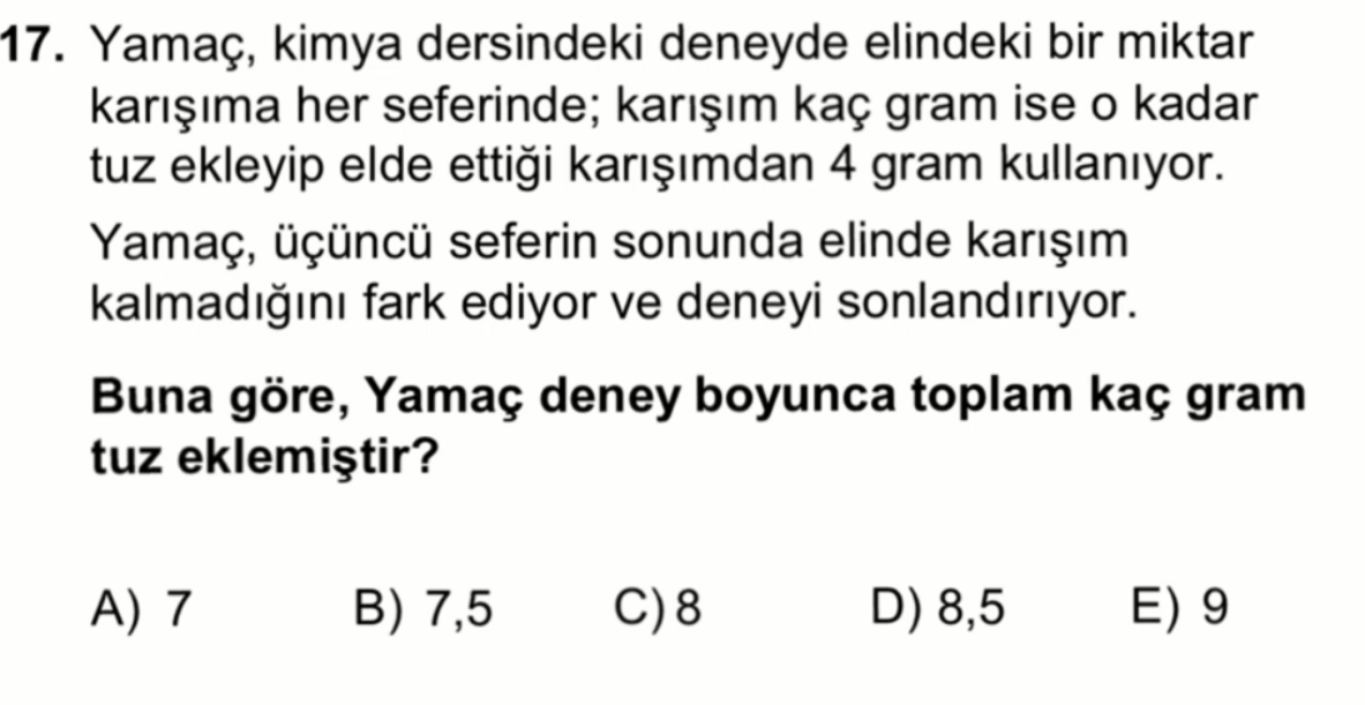 17. Yamaç, kimya dersindeki deneyde elindeki bir miktar
karışıma her seferinde; karışım kaç gram ise o kadar
tuz ekleyip elde ettiği karışımdan 4 gram kullanıyor.
Yamaç, üçüncü seferin sonunda elinde karışım
kalmadığını fark ediyor ve deneyi sonlandırıyor.
Buna göre, Yamaç deney boyunca toplam kaç gram
tuz eklemiştir?
A) 7 B) 7,5 C) 8 D) 8,5 E) 9